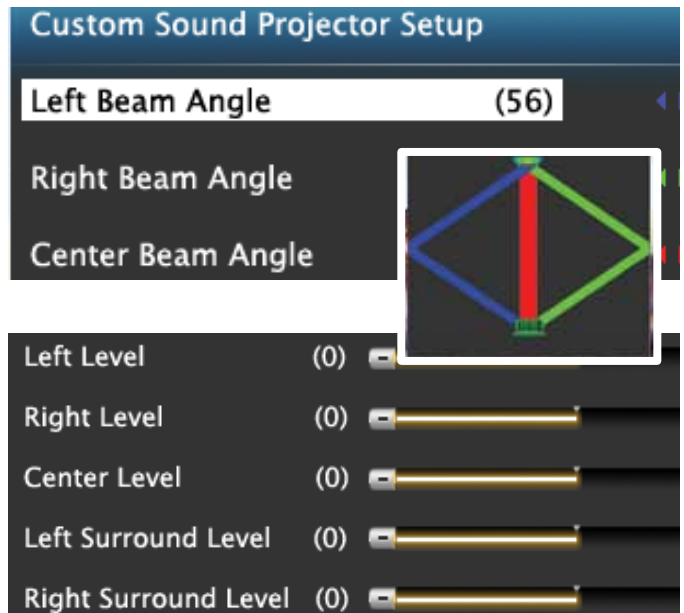 Custom Sound Projector Setup
Left Beam Angle (56)
Right Beam Angle
Center Beam Angle
Left Level (0) -
Right Level (0) -
Center Level (0) -
Left Surround Level (0) -
Right Surround Level (0) -